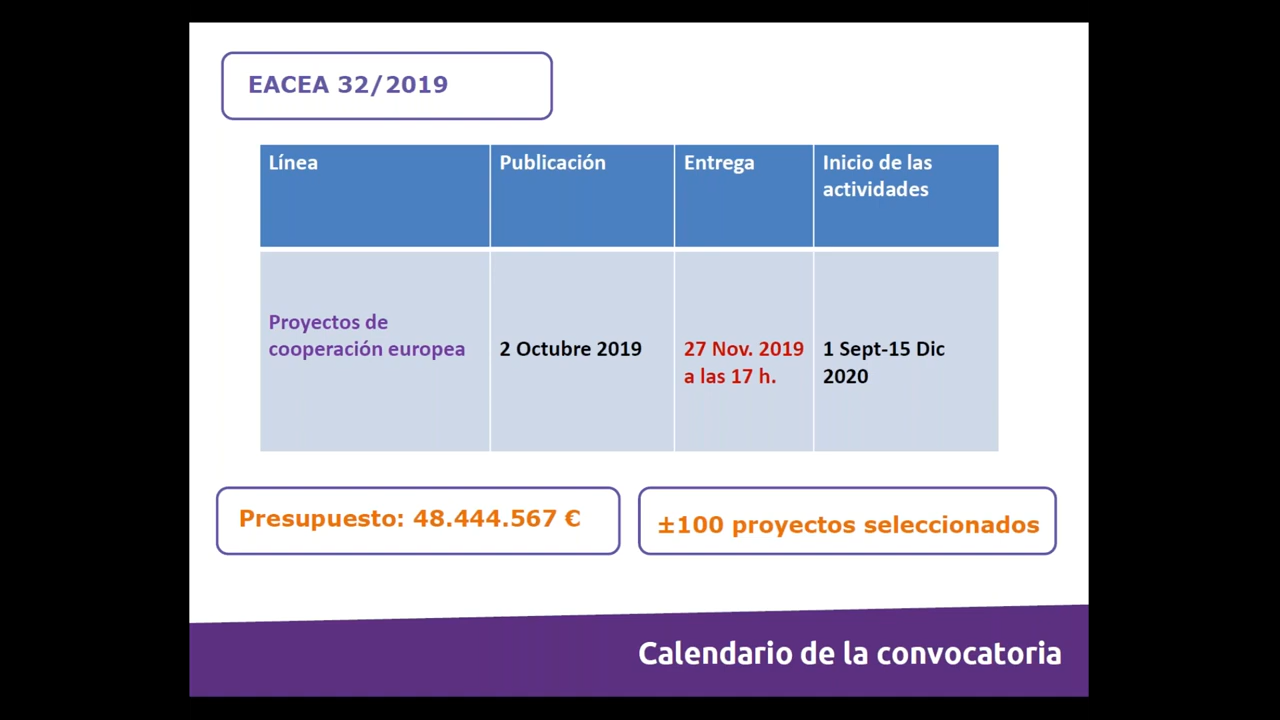 EACEA 32/2019
Línea
Publicación
Entrega
Inicio de las
actividades
Proyectos de
cooperación europea
2 Octubre 2019
27 Nov. 2019
a las 17 h.
1 Sept-15 Dic
2020
Presupuesto: 48.444.567 €
±100 proyectos seleccionados
Calendario de la convocatoria